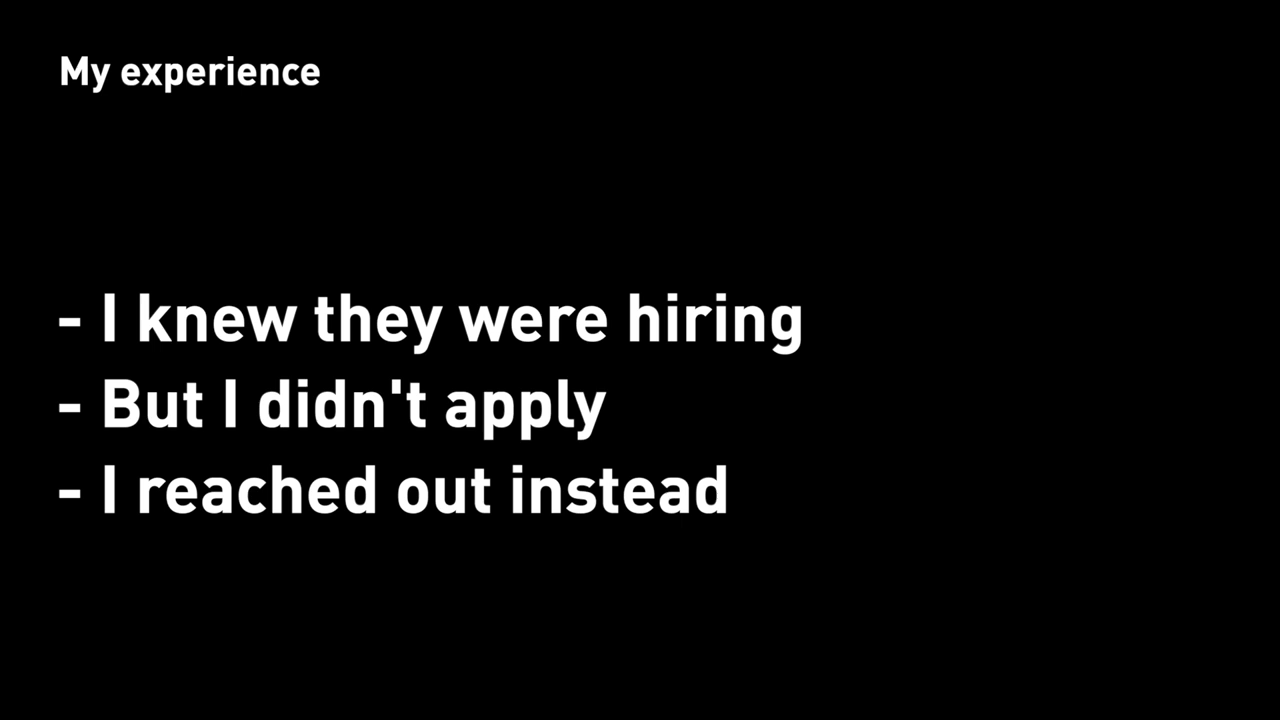 My experience
- I knew they were hiring
- But I didn't apply
- I reached out instead